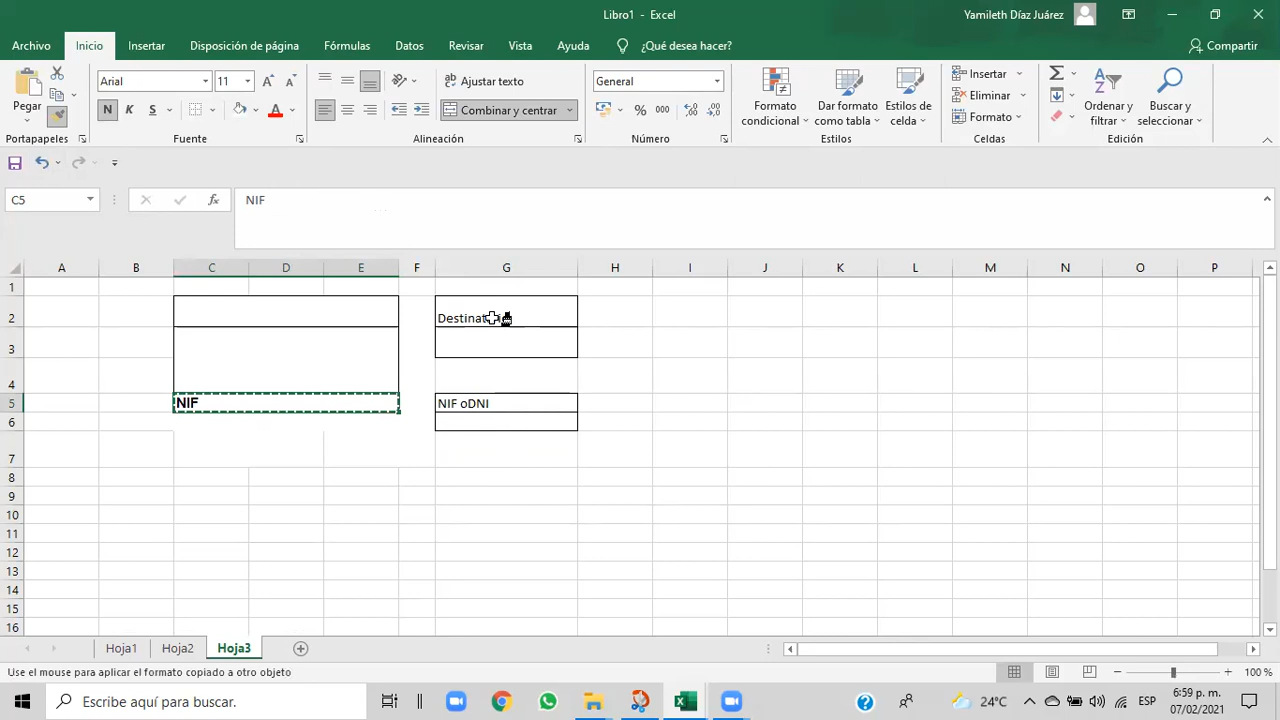 Libro1 - Excel
Yamileth Díaz Juárez
Archivo Inicio Insertar Disposición de página Fórmulas Datos Revisar Vista Ayuda ¿Qué desea hacer? Compartir
Pegar
Portapapeles
Arial 11
N K S
Fuente
Ajustar texto
Combinar y centrar
Alineación
General
% 000
Número
Formato condicional
Dar formato como tabla
Estilos de celda
Estilos
Insertar
Eliminar
Formato
Celdas
Ordenar y filtrar
Buscar y seleccionar
Edición
C5 fx NIF
A B C D E F G H I J K L M N O P
1
2 Destinat
3
4
5 NIF NIF oDNI
6
7
8
9
10
11
12
13
14
15
16
Hoja1 Hoja2 Hoja3
Use el mouse para aplicar el formato copiado a otro objeto
100 %
Escribe aquí para buscar.
24°C
ESP
6:59 p. m.
07/02/2021